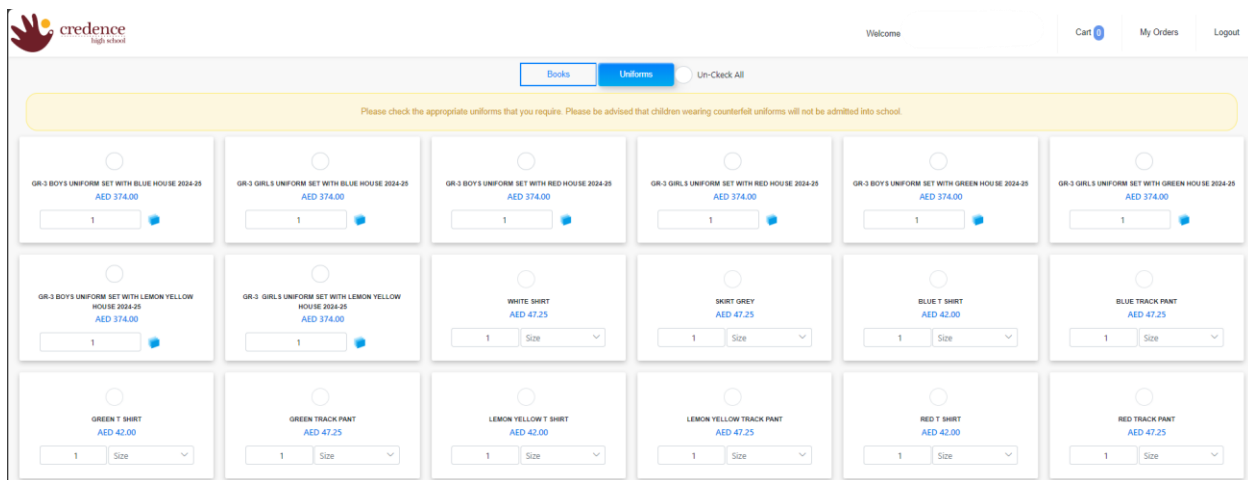 credence
high school
Welcome
Cart 0
My Orders
Logout
Books
Uniforms
Un-Ckeck All
Please check the appropriate uniforms that you require. Please be advised that children wearing counterfeit uniforms will not be admitted into school.
GR-3 BOYS UNIFORM SET WITH BLUE HOUSE 2024-25
AED 374.00
1
GR-3 GIRLS UNIFORM SET WITH BLUE HOUSE 2024-25
AED 374.00
1
GR-3 BOYS UNIFORM SET WITH RED HOUSE 2024-25
AED 374.00
1
GR-3 GIRLS UNIFORM SET WITH RED HOUSE 2024-25
AED 374.00
1
GR-3 BOYS UNIFORM SET WITH GREEN HOUSE 2024-25
AED 374.00
1
GR-3 GIRLS UNIFORM SET WITH GREEN HOUSE 2024-25
AED 374.00
1
GR-3 BOYS UNIFORM SET WITH LEMON YELLOW
HOUSE 2024-25
AED 374.00
1
GR-3 GIRLS UNIFORM SET WITH LEMON YELLOW
HOUSE 2024-25
AED 374.00
1
WHITE SHIRT
AED 47.25
1 Size
SKIRT GREY
AED 47.25
1 Size
BLUE T SHIRT
AED 42.00
1 Size
BLUE TRACK PANT
AED 47.25
1 Size
GREEN T SHIRT
AED 42.00
1 Size
GREEN TRACK PANT
AED 47.25
1 Size
LEMON YELLOW T SHIRT
AED 42.00
1 Size
LEMON YELLOW TRACK PANT
AED 47.25
1 Size
RED T SHIRT
AED 42.00
1 Size
RED TRACK PANT
AED 47.25
1 Size